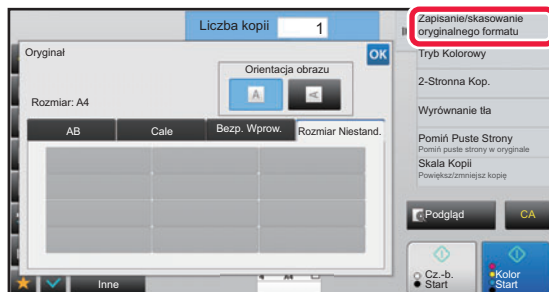 Liczba kopii 1
Zapisanie/skasowanie
oryginalnego formatu
Oryginał
OK
Tryb Kolorowy
Orientacja obrazu
A A
2-Stronna Kop.
Rozmiar: A4
Wyrównanie tła
AB Cale Bezp. Wprow. Rozmiar Niestand.
Pomiń Puste Strony
Pomiń puste strony w oryginale
Skala Kopii
Powiększ/zmniejsz kopię
Podgląd
CA
Cz.-b.
Start
Kolor
Start
Inne
A4